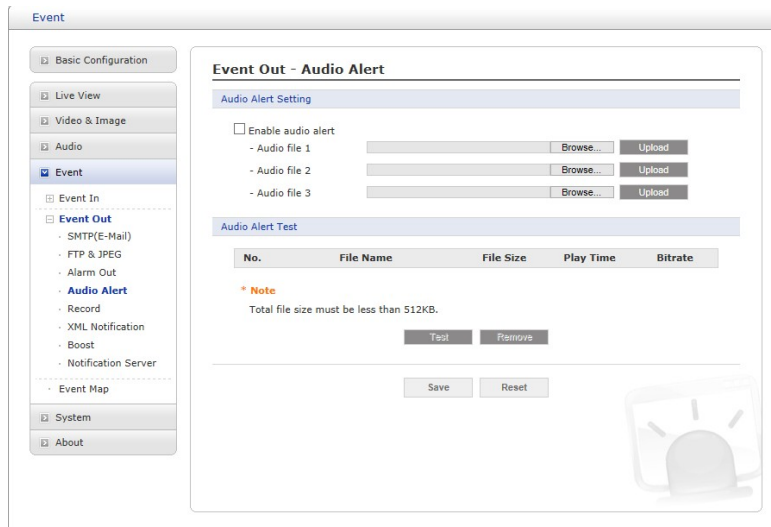 Event
Basic Configuration
Live View
Video & Image
Audio
Event
Event In
Event Out
SMTP(E-Mail)
FTP & JPEG
Alarm Out
Audio Alert
Record
XML Notification
Boost
Notification Server
Event Map
System
About
Event Out - Audio Alert
Audio Alert Setting
Enable audio alert
- Audio file 1 Browse... Upload
- Audio file 2 Browse... Upload
- Audio file 3 Browse... Upload
Audio Alert Test
No. File Name File Size Play Time Bitrate
* Note
Total file size must be less than 512KB.
Test Remove
Save Reset